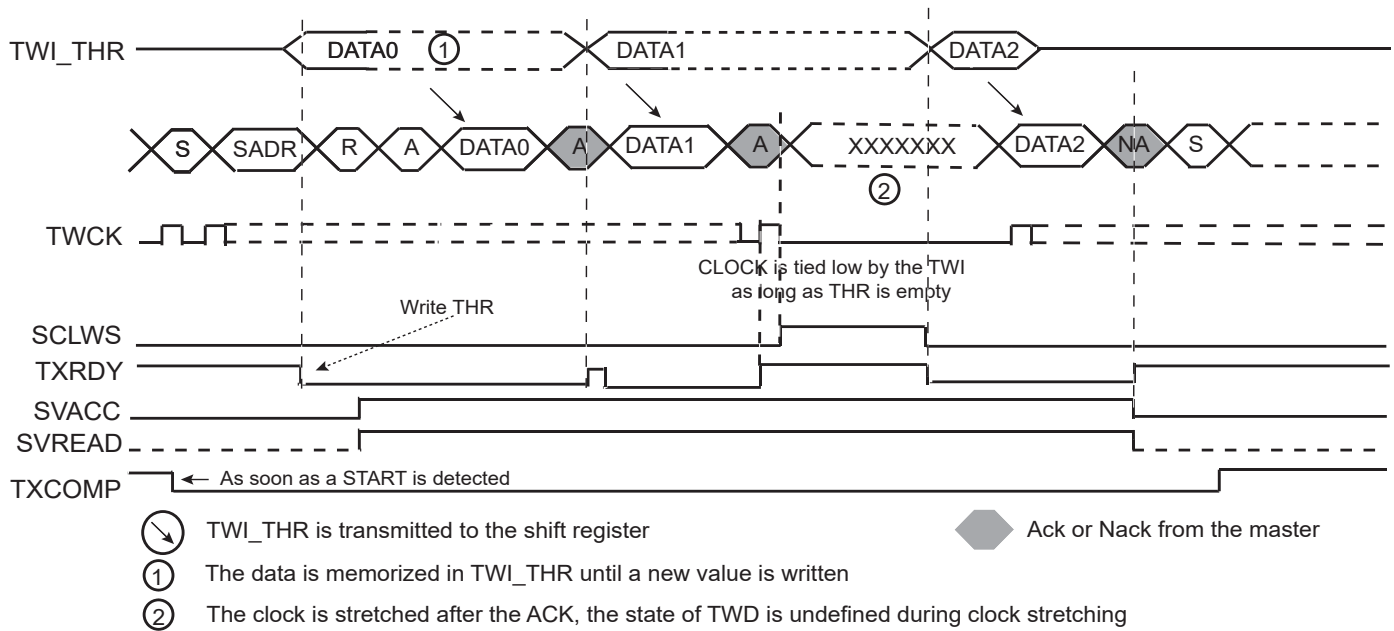 TWI_THR DATA0 1 DATA1 DATA2
S SADR R A DATA0 A DATA1 A XXXXXXX DATA2 NA S
2
TWCK
CLOCK is tied low by the TWI
as long as THR is empty
Write THR
SCLWS
TXRDY
SVACC
SVREAD
As soon as a START is detected
TXCOMP
TWI_THR is transmitted to the shift register
Ack or Nack from the master
1 The data is memorized in TWI_THR until a new value is written
2 The clock is stretched after the ACK, the state of TWD is undefined during clock stretching